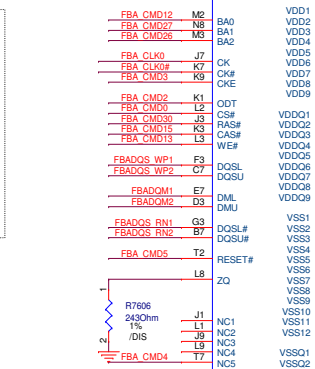 VDD1
FBA_CMD12 M2 BA0 VDD2
FBA_CMD27 N8 BA1 VDD3
FBA_CMD26 M3 BA2 VDD4
VDD5
FBA_CLK0 J7 CK VDD6
FBA_CLK0# K7 CK# VDD7
FBA_CMD3 K9 CKE VDD8
VDD9
FBA_CMD2 K1 ODT
FBA_CMD0 L2 CS# VDDQ1
FBA_CMD30 J3 RAS# VDDQ2
FBA_CMD15 K3 CAS# VDDQ3
FBA_CMD13 L3 WE# VDDQ4
VDDQ5
FBADQS_WP1 F3 DQSL VDDQ6
FBADQS_WP2 C7 DQSU VDDQ7
VDDQ8
FBADQM1 E7 DML VDDQ9
FBADQM2 D3 DMU
VSS1
FBADQS_RN1 G3 DQSL# VSS2
FBADQS_RN2 B7 DQSU# VSS3
VSS4
FBA_CMD5 T2 RESET# VSS5
VSS6
L8 ZQ VSS7
VSS8
1 VSS9
R7606 VSS10
243Ohm J1 NC1 VSS11
1% L1 NC2 VSS12
/DIS J9 NC3
2 L9 NC4 VSSQ1
FBA_CMD4 T7 NC5 VSSQ2